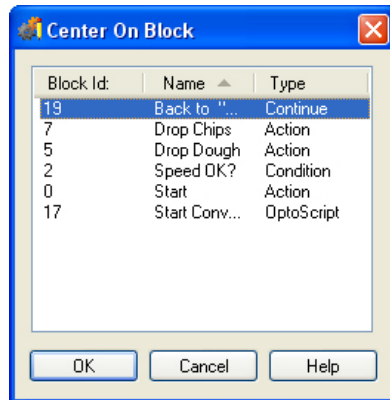 Center On Block
Block Id: Name Type
19 Back to "... Continue
7 Drop Chips Action
5 Drop Dough Action
2 Speed OK? Condition
0 Start Action
17 Start Conv... OptoScript
OK Cancel Help